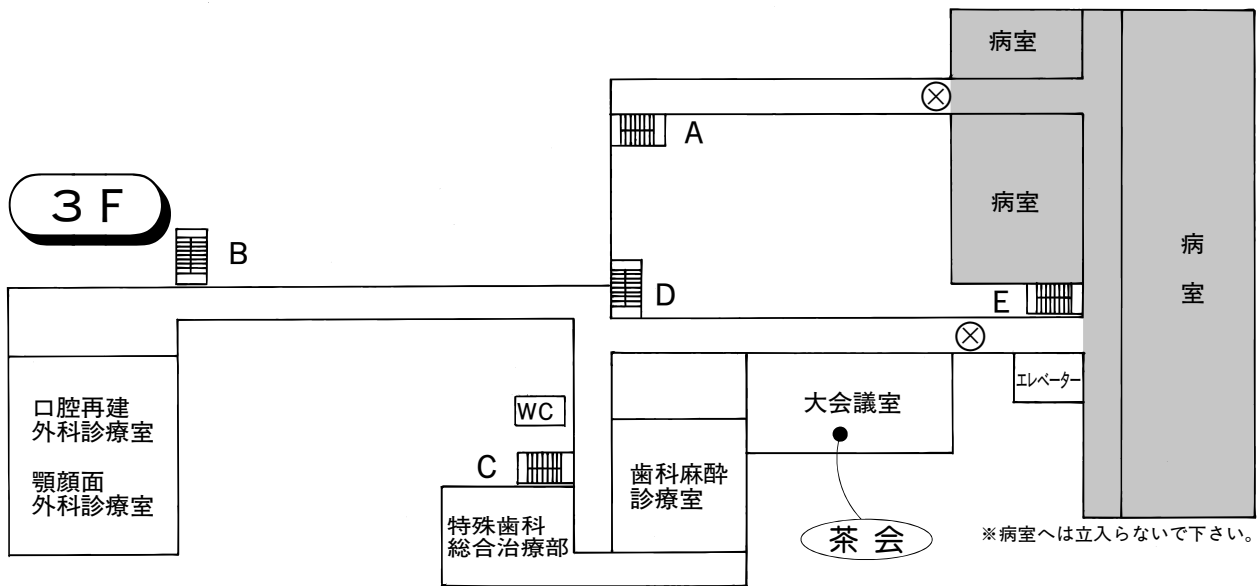 病室
A
３Ｆ
病室
病室
B
D
E
エレベーター
大会議室
口腔再建
外科診療室
WC
C
歯科麻酔
診療室
顎顔面
外科診療室
特殊歯科
総合治療部
茶会
※病室へは立入らないで下さい。